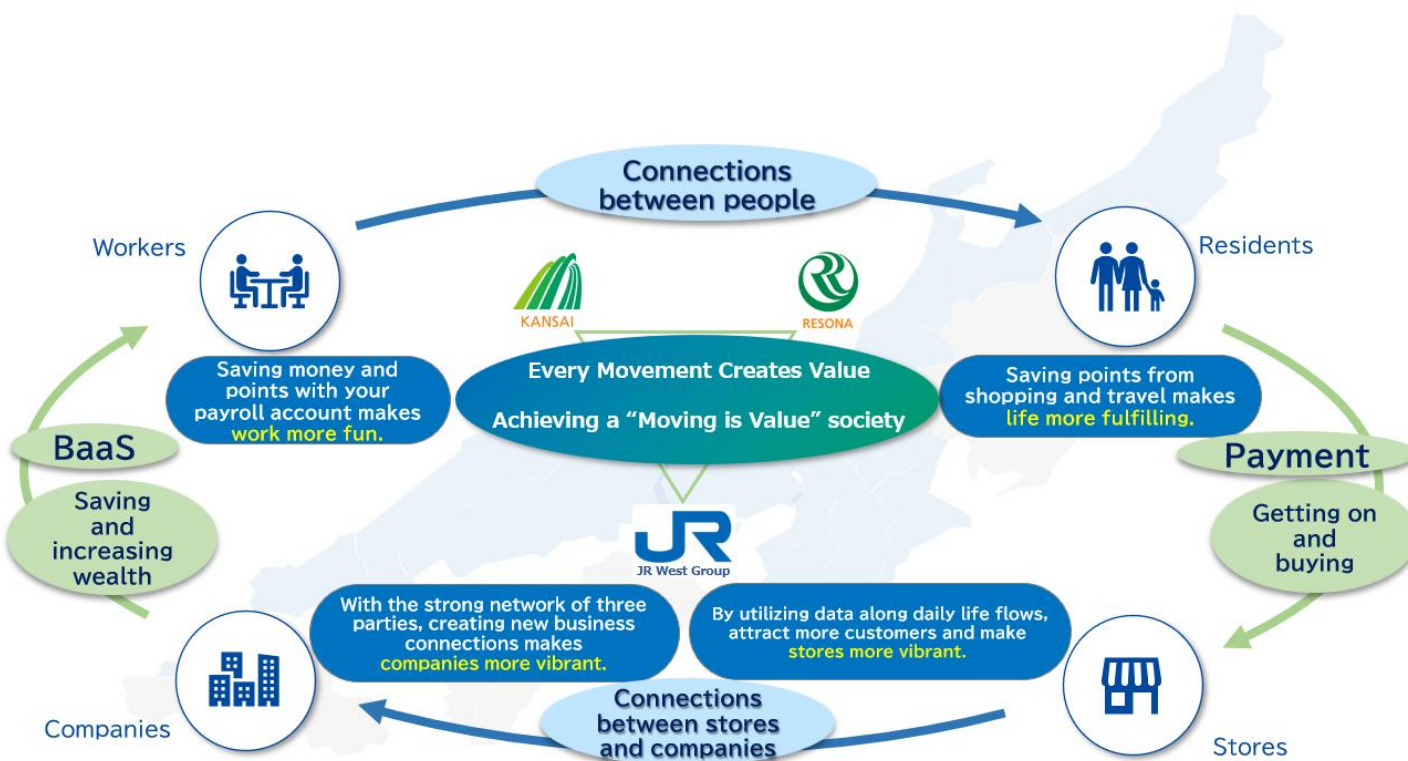 Connections
between people
Workers
Residents
KANSAI
RESONA
Every Movement Creates Value
Achieving a “Moving is Value” society
Saving money and
points with your
payroll account makes
work more fun.
Saving points from
shopping and travel makes
life more fulfilling.
BaaS
Saving
and
increasing
wealth
Payment
Getting on
and
buying
JR
JR West Group
With the strong network of three
parties, creating new business
connections makes
companies more vibrant.
By utilizing data along daily life flows,
attract more customers and make
stores more vibrant.
Connections
between stores
and companies
Companies
Stores